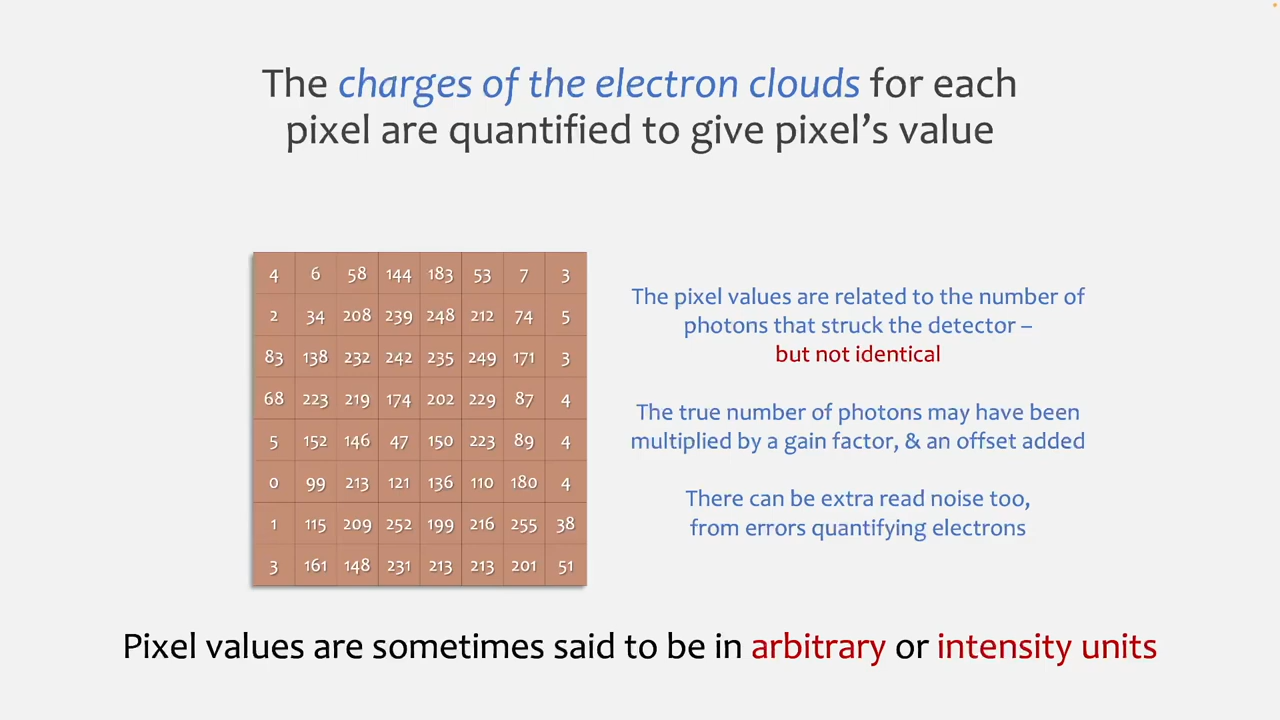 The charges of the electron clouds for each
pixel are quantified to give pixel’s value
4 6 58 144 183 53 7 3
2 34 208 239 248 212 74 5
83 138 232 242 235 249 171 3
68 223 219 174 202 229 87 4
5 152 146 47 150 223 89 4
0 99 213 121 136 110 180 4
1 115 209 252 199 216 255 38
3 161 148 231 213 213 201 51
The pixel values are related to the number of
photons that struck the detector –
but not identical
The true number of photons may have been
multiplied by a gain factor, & an offset added
There can be extra read noise too,
from errors quantifying electrons
Pixel values are sometimes said to be in arbitrary or intensity units